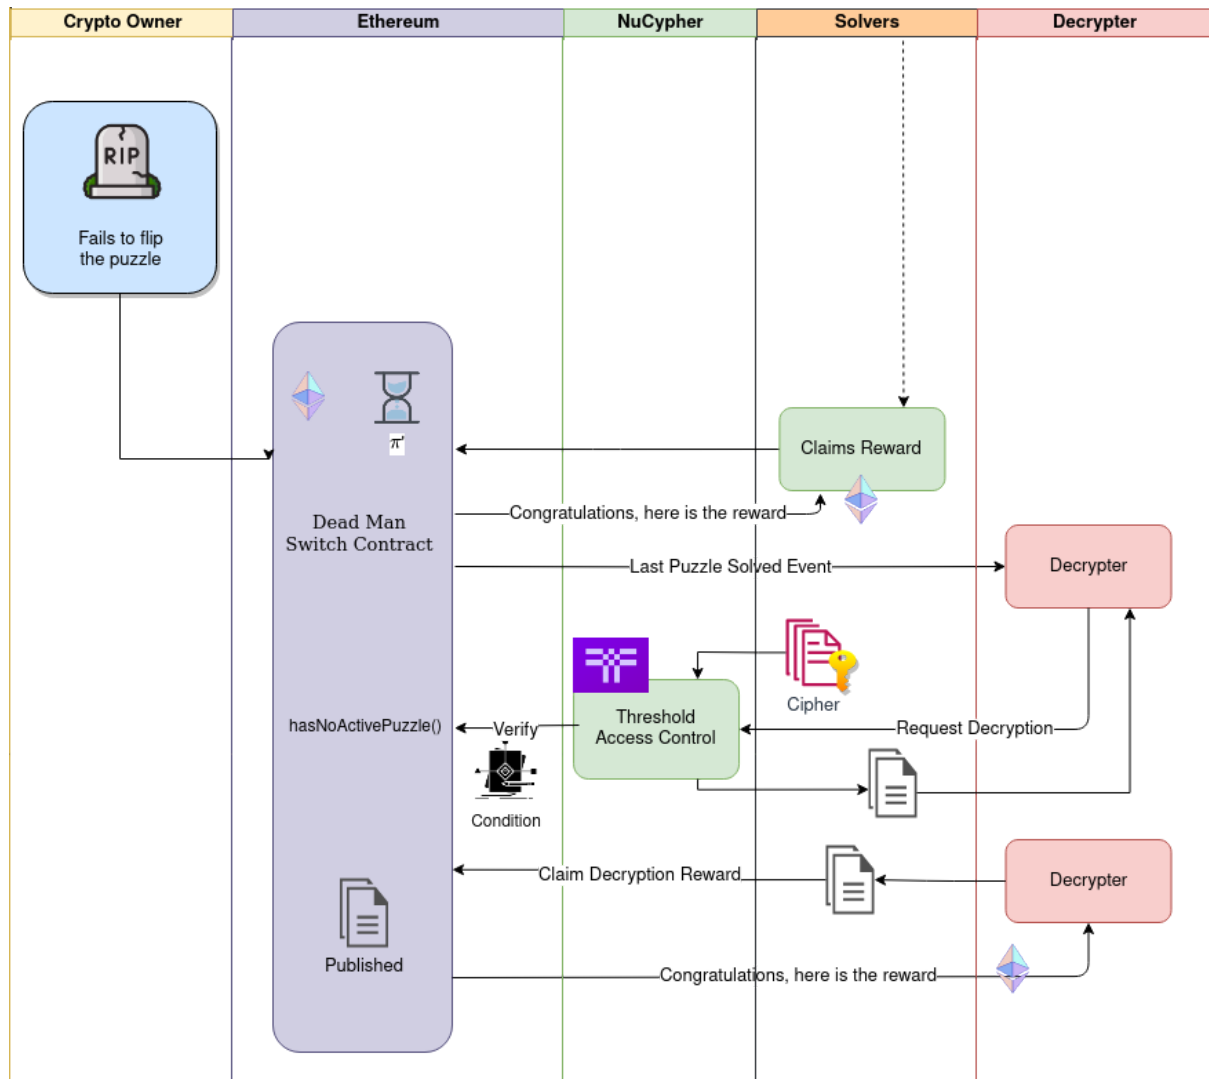 Crypto Owner
Ethereum
NuCypher
Solvers
Decrypter
RIP
Fails to flip
the puzzle
π'
Claims Reward
Dead Man
Switch Contract
Congratulations, here is the reward
Last Puzzle Solved Event
Decrypter
Cipher
Threshold
Access Control
hasNoActivePuzzle()
Verify
Request Decryption
Condition
Claim Decryption Reward
Decrypter
Published
Congratulations, here is the reward